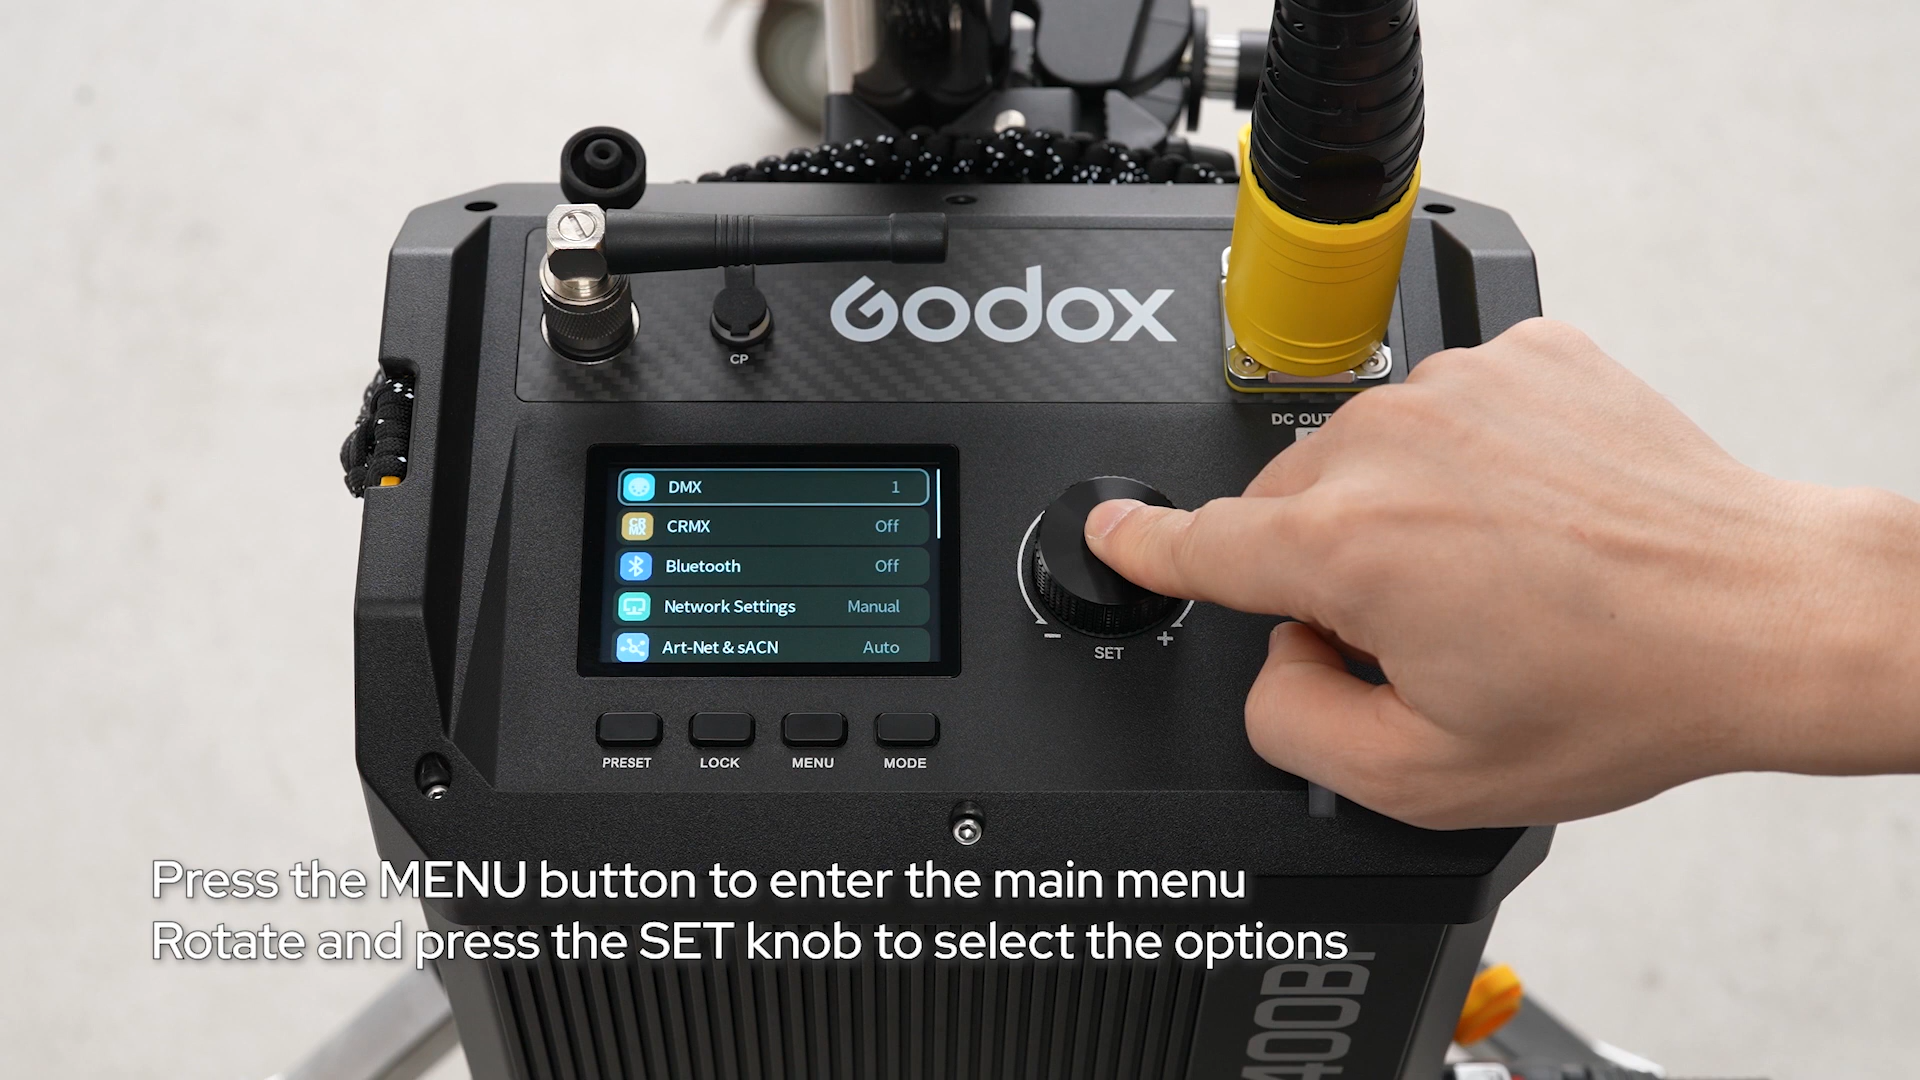 Godox
CP
DC OUT
DMX 1
CRMX Off
Bluetooth Off
Network Settings Manual
Art-Net & sACN Auto
- +
SET
PRESET LOCK MENU MODE
Press the MENU button to enter the main menu
Rotate and press the SET knob to select the options